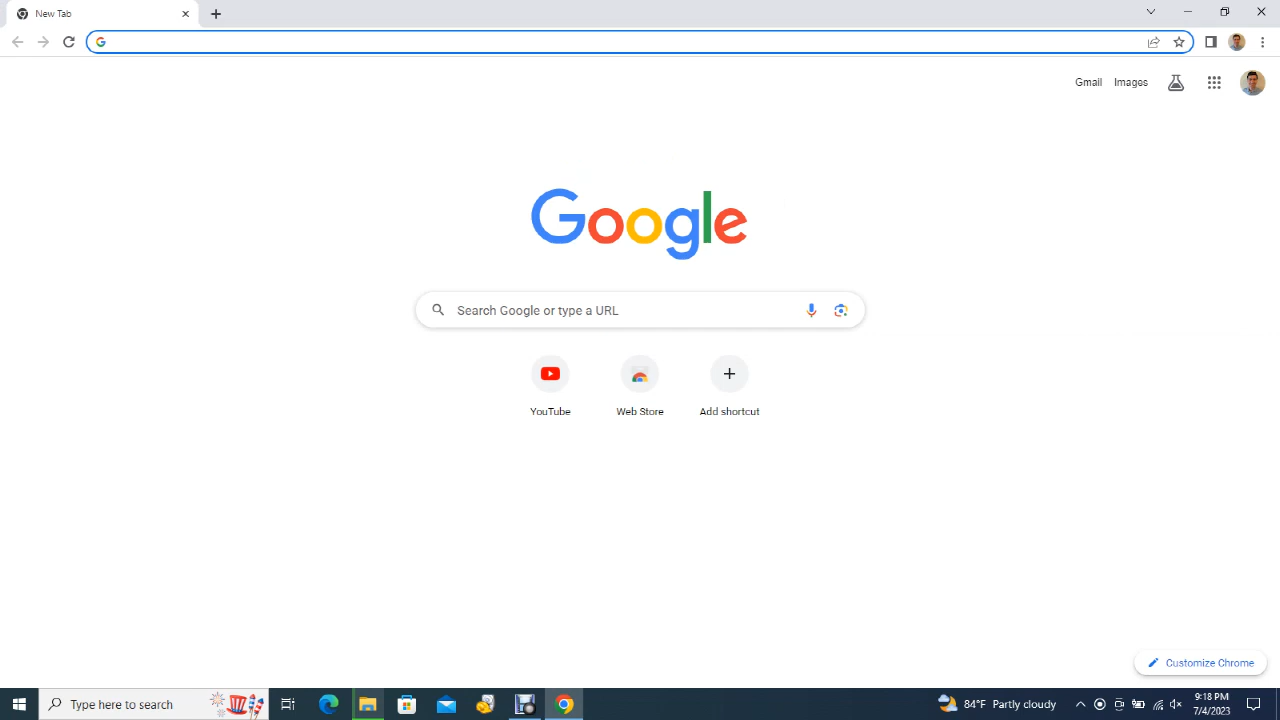 New Tab
Gmail
Images
Google
Search Google or type a URL
YouTube
Web Store
Add shortcut
Customize Chrome
Type here to search
84°F Partly cloudy
9:18 PM
7/4/2023